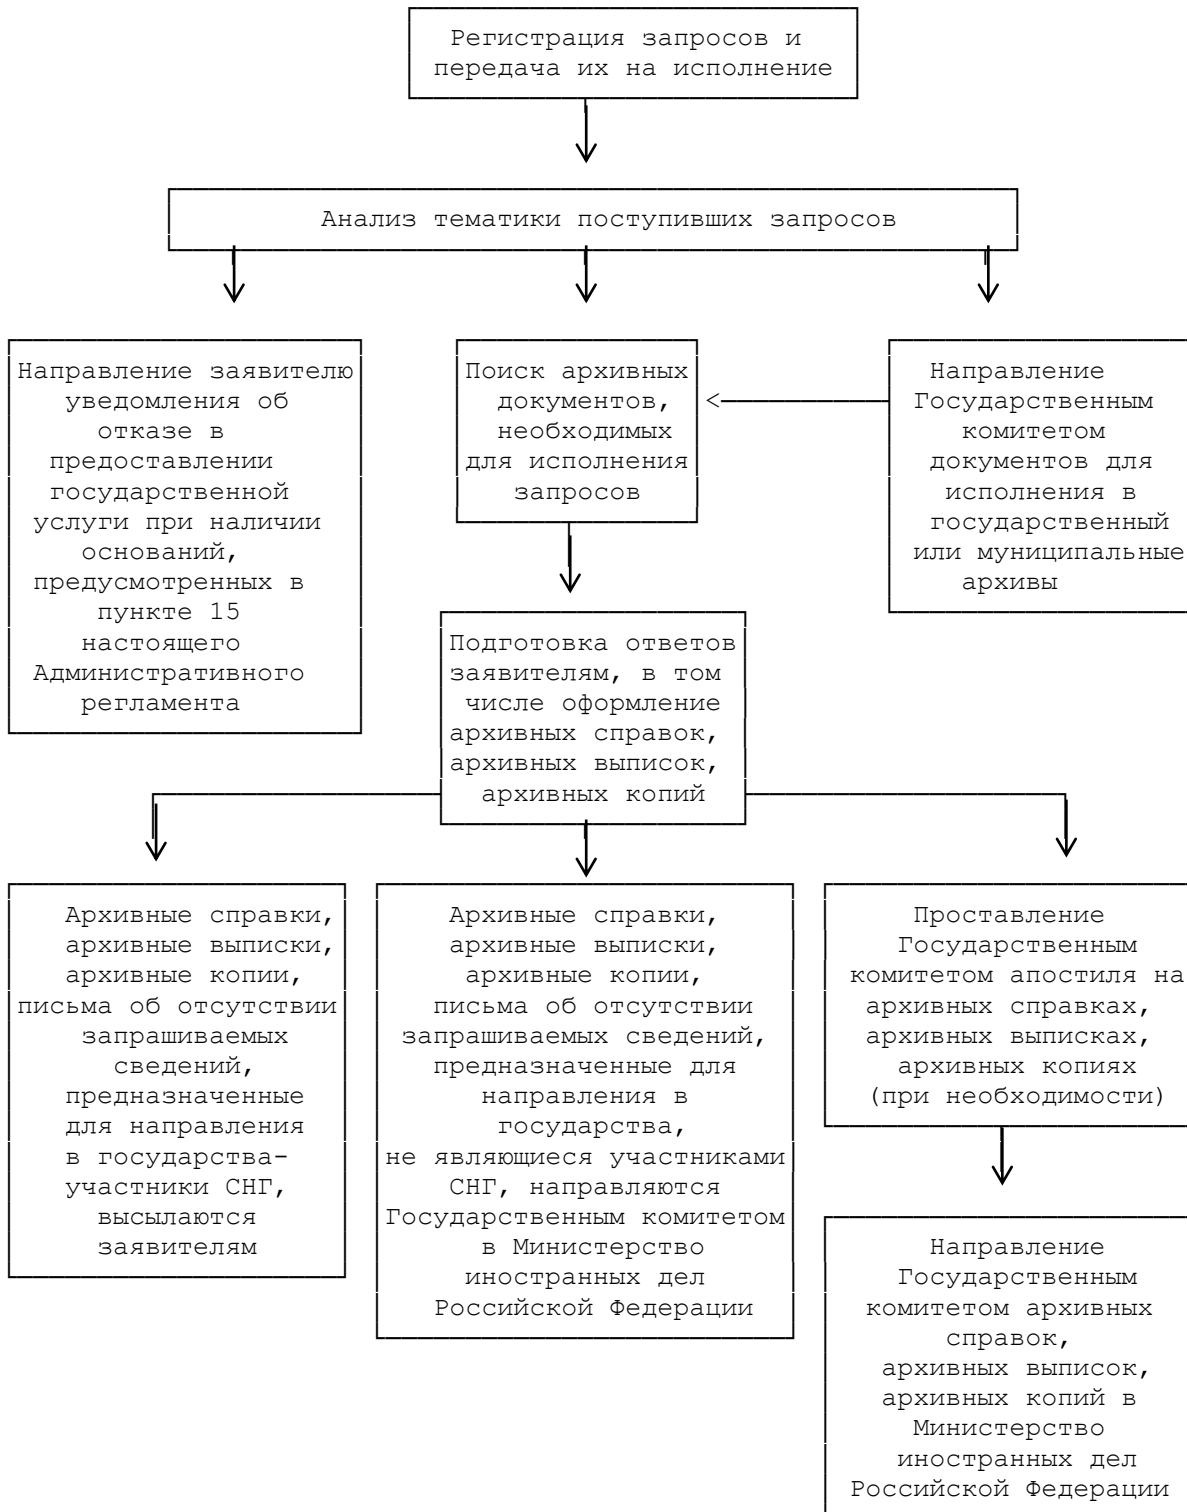 Регистрация запросов и
передача их на исполнение
Анализ тематики поступивших запросов
Направление заявителю
уведомления об
отказе в
предоставлении
государственной
услуги при наличии
оснований,
предусмотренных в
пункте 15
настоящего
Административного
регламента
Поиск архивных
документов,
необходимых
для исполнения
запросов
<
Направление
Государственным
комитетом
документов для
исполнения в
государственный
или муниципальные
архивы
Подготовка ответов
заявителям, в том
числе оформление
архивных справок,
архивных выписок,
архивных копий
Архивные справки,
архивные выписки,
архивные копии,
письма об отсутствии
запрашиваемых
сведений,
предназначенные
для направления
в государства-
участники СНГ,
высылаются
заявителям
Архивные справки,
архивные выписки,
архивные копии,
письма об отсутствии
запрашиваемых сведений,
предназначенные для
направления в
государства,
не являющиеся участниками
СНГ, направляются
Государственным комитетом
в Министерство
иностранных дел
Российской Федерации
Проставление
Государственным
комитетом апостиля на
архивных справках,
архивных выписках,
архивных копиях
(при необходимости)
Направление
Государственным
комитетом архивных
справок,
архивных выписок,
архивных копий в
Министерство
иностранных дел
Российской Федерации